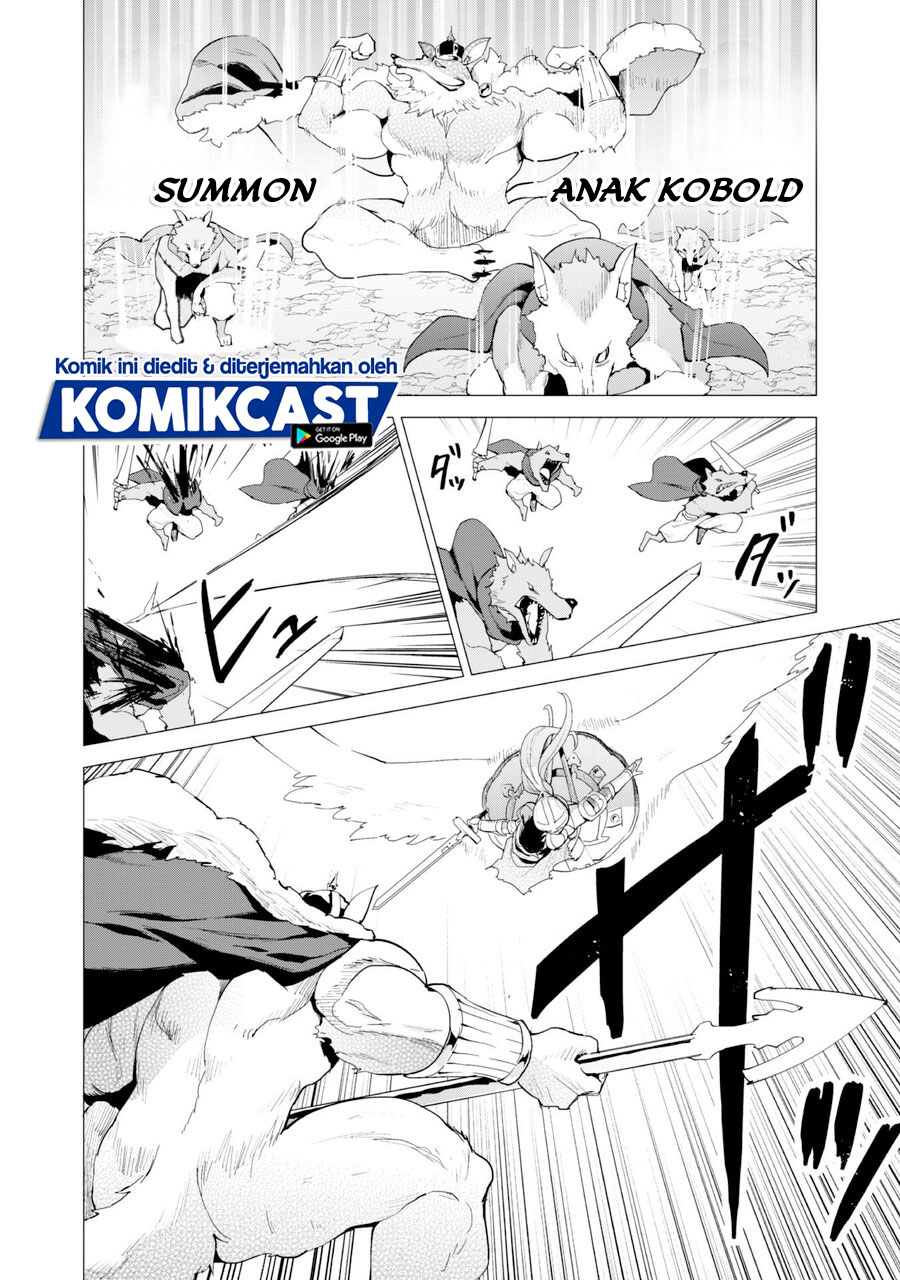 SUMMON
ANAK KOBOLD
Komik ini diedit & diterjemahkan oleh
KOMIKCAST
GET IT ON
Google Play
ダッ
ダッ
ヒュ
ザッ